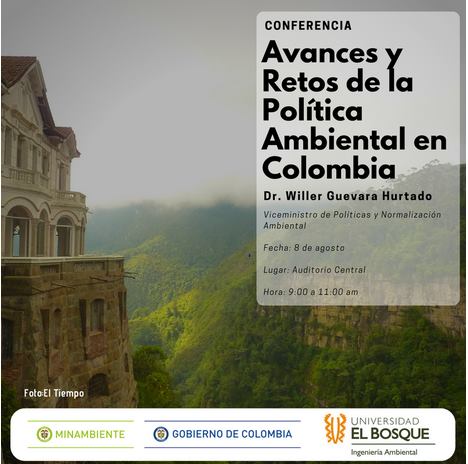 CONFERENCIA
Avances y
Retos de la
Política
Ambiental en
Colombia
Dr. Willer Guevara Hurtado
Viceministro de Políticas y Normalización
Ambiental
Fecha: 8 de agosto
Lugar: Auditorio Central
Hora: 9:00 a 11:00 am
Foto:El Tiempo
MINAMBIENTE
GOBIERNO DE COLOMBIA
UNIVERSIDAD
EL BOSQUE
Ingeniería Ambiental